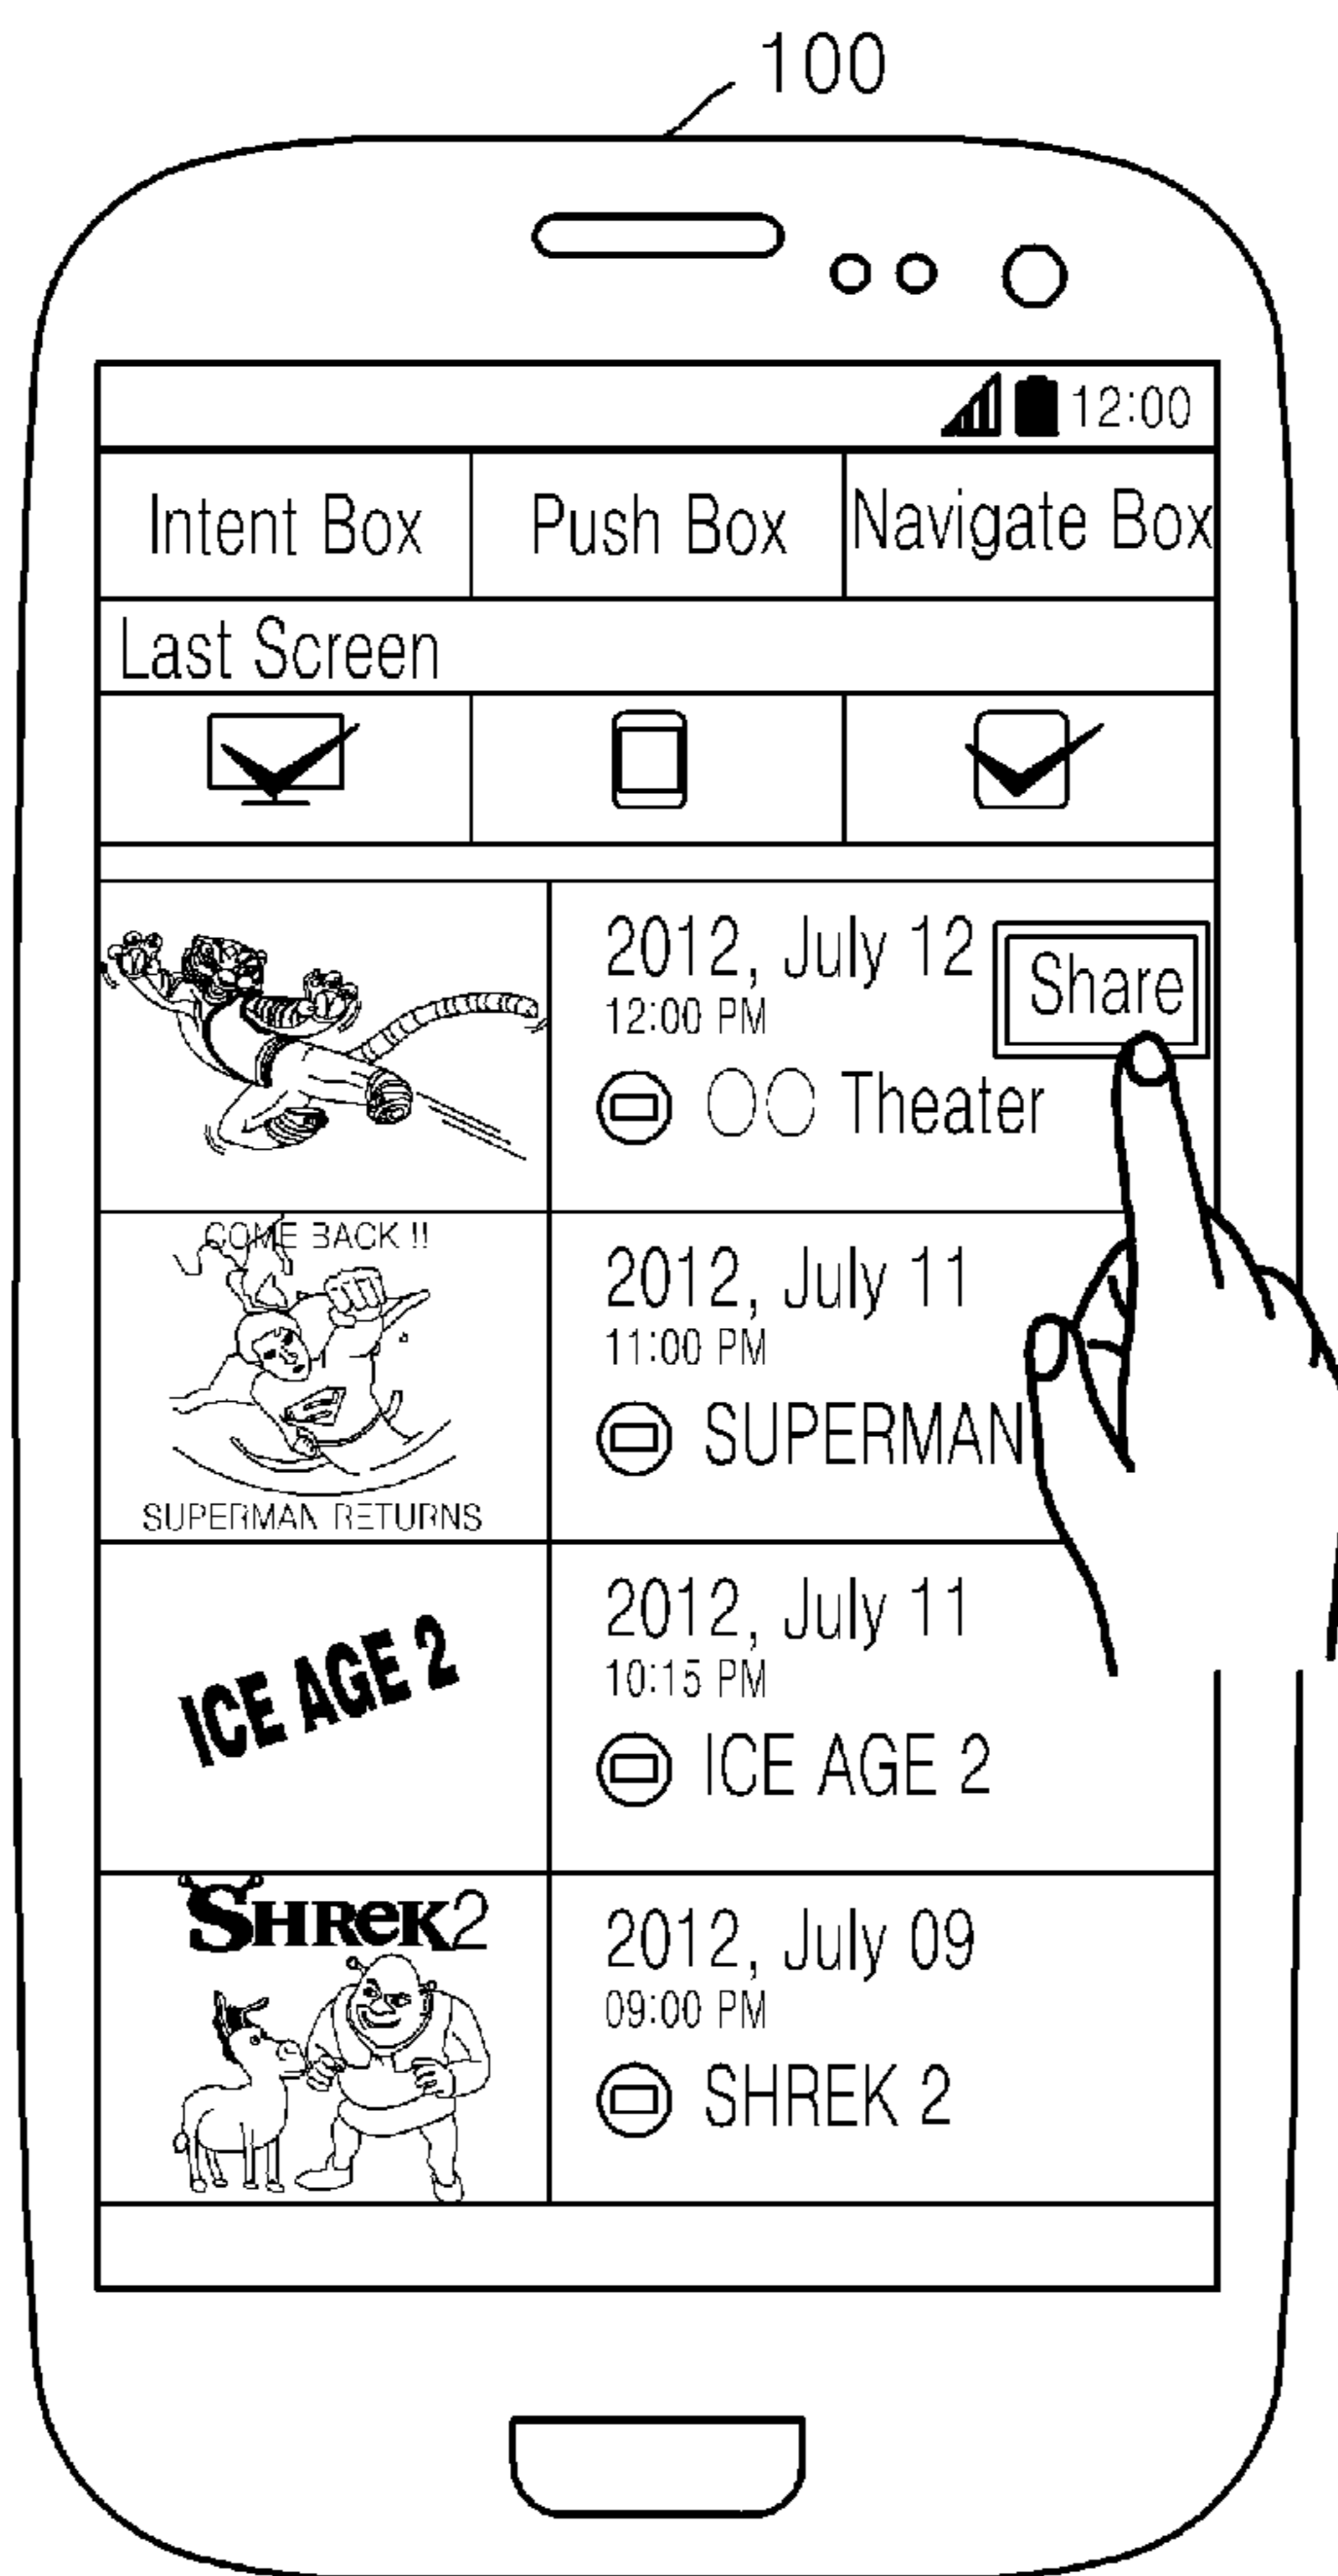 100
12:00
Intent Box Push Box Navigate Box
Last Screen
2012, July 12
Share
12:00 PM
○○ Theater
COME BACK !!
SUPERMAN RETURNS
2012, July 11
11:00 PM
SUPERMAN
ICE AGE 2
2012, July 11
10:15 PM
ICE AGE 2
SHREK 2
2012, July 09
09:00 PM
SHREK 2